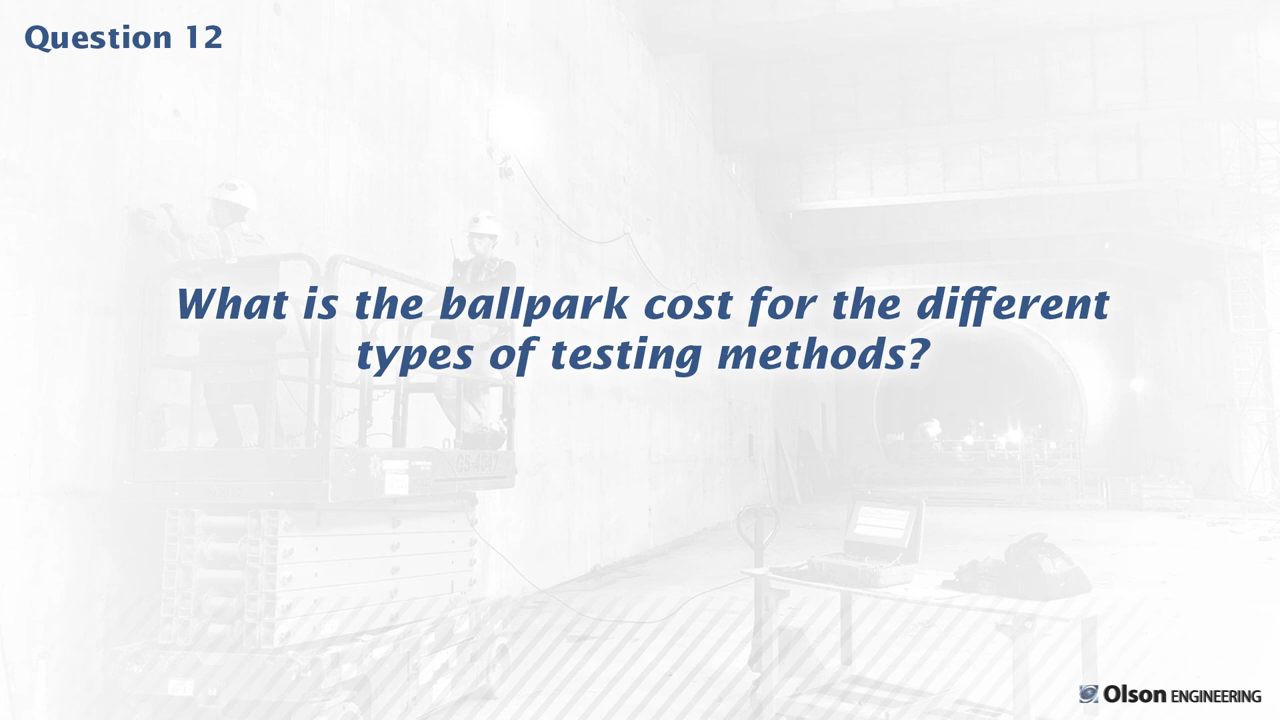 Question 12
What is the ballpark cost for the different
types of testing methods?
Olson ENGINEERING